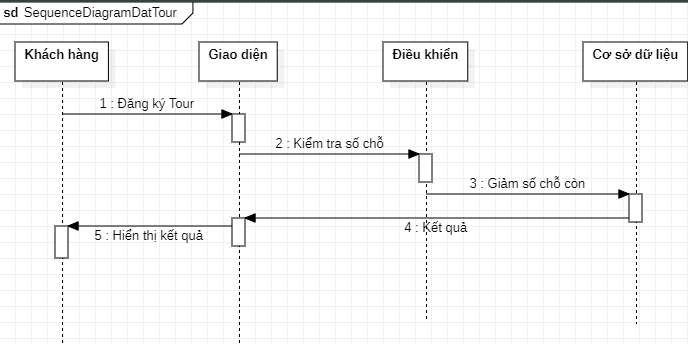 sd SequenceDiagramDatTour
Khách hàng
Giao diện
Điều khiển
Cơ sở dữ liệu
1 : Đăng ký Tour
2 : Kiểm tra số chỗ
3 : Giảm số chỗ còn
4 : Kết quả
5 : Hiển thị kết quả